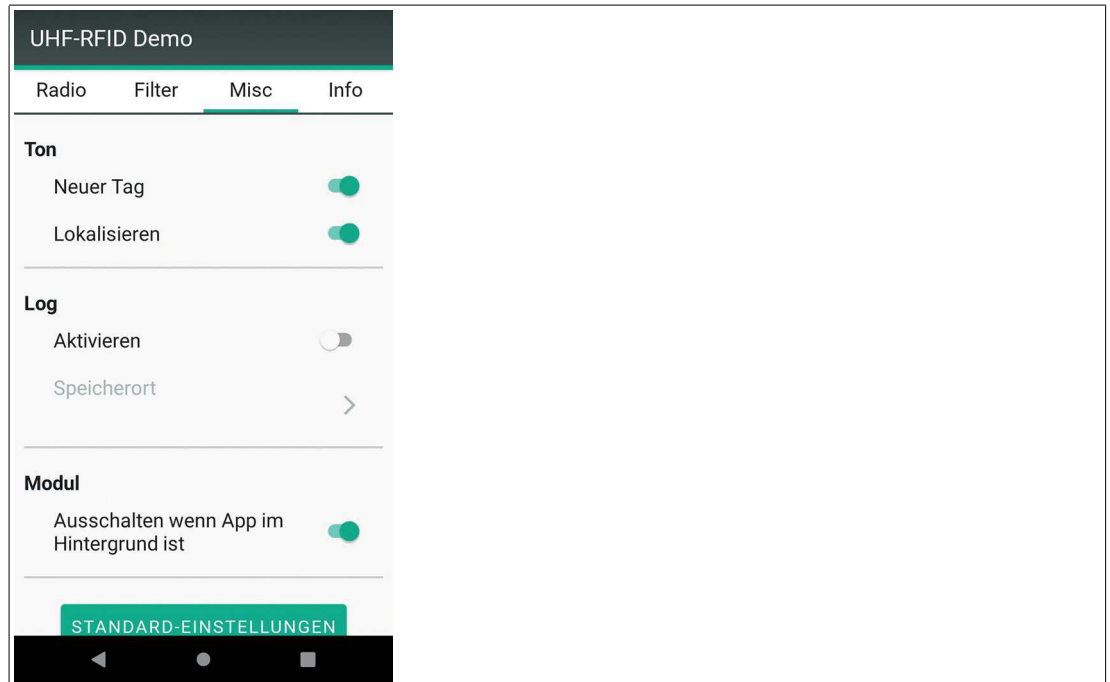 UHF-RFID Demo
Radio Filter Misc Info
Ton
Neuer Tag
Lokalisieren
Log
Aktivieren
Speicherort
Modul
Ausschalten wenn App im
Hintergrund ist
STANDARD-EINSTELLUNGEN